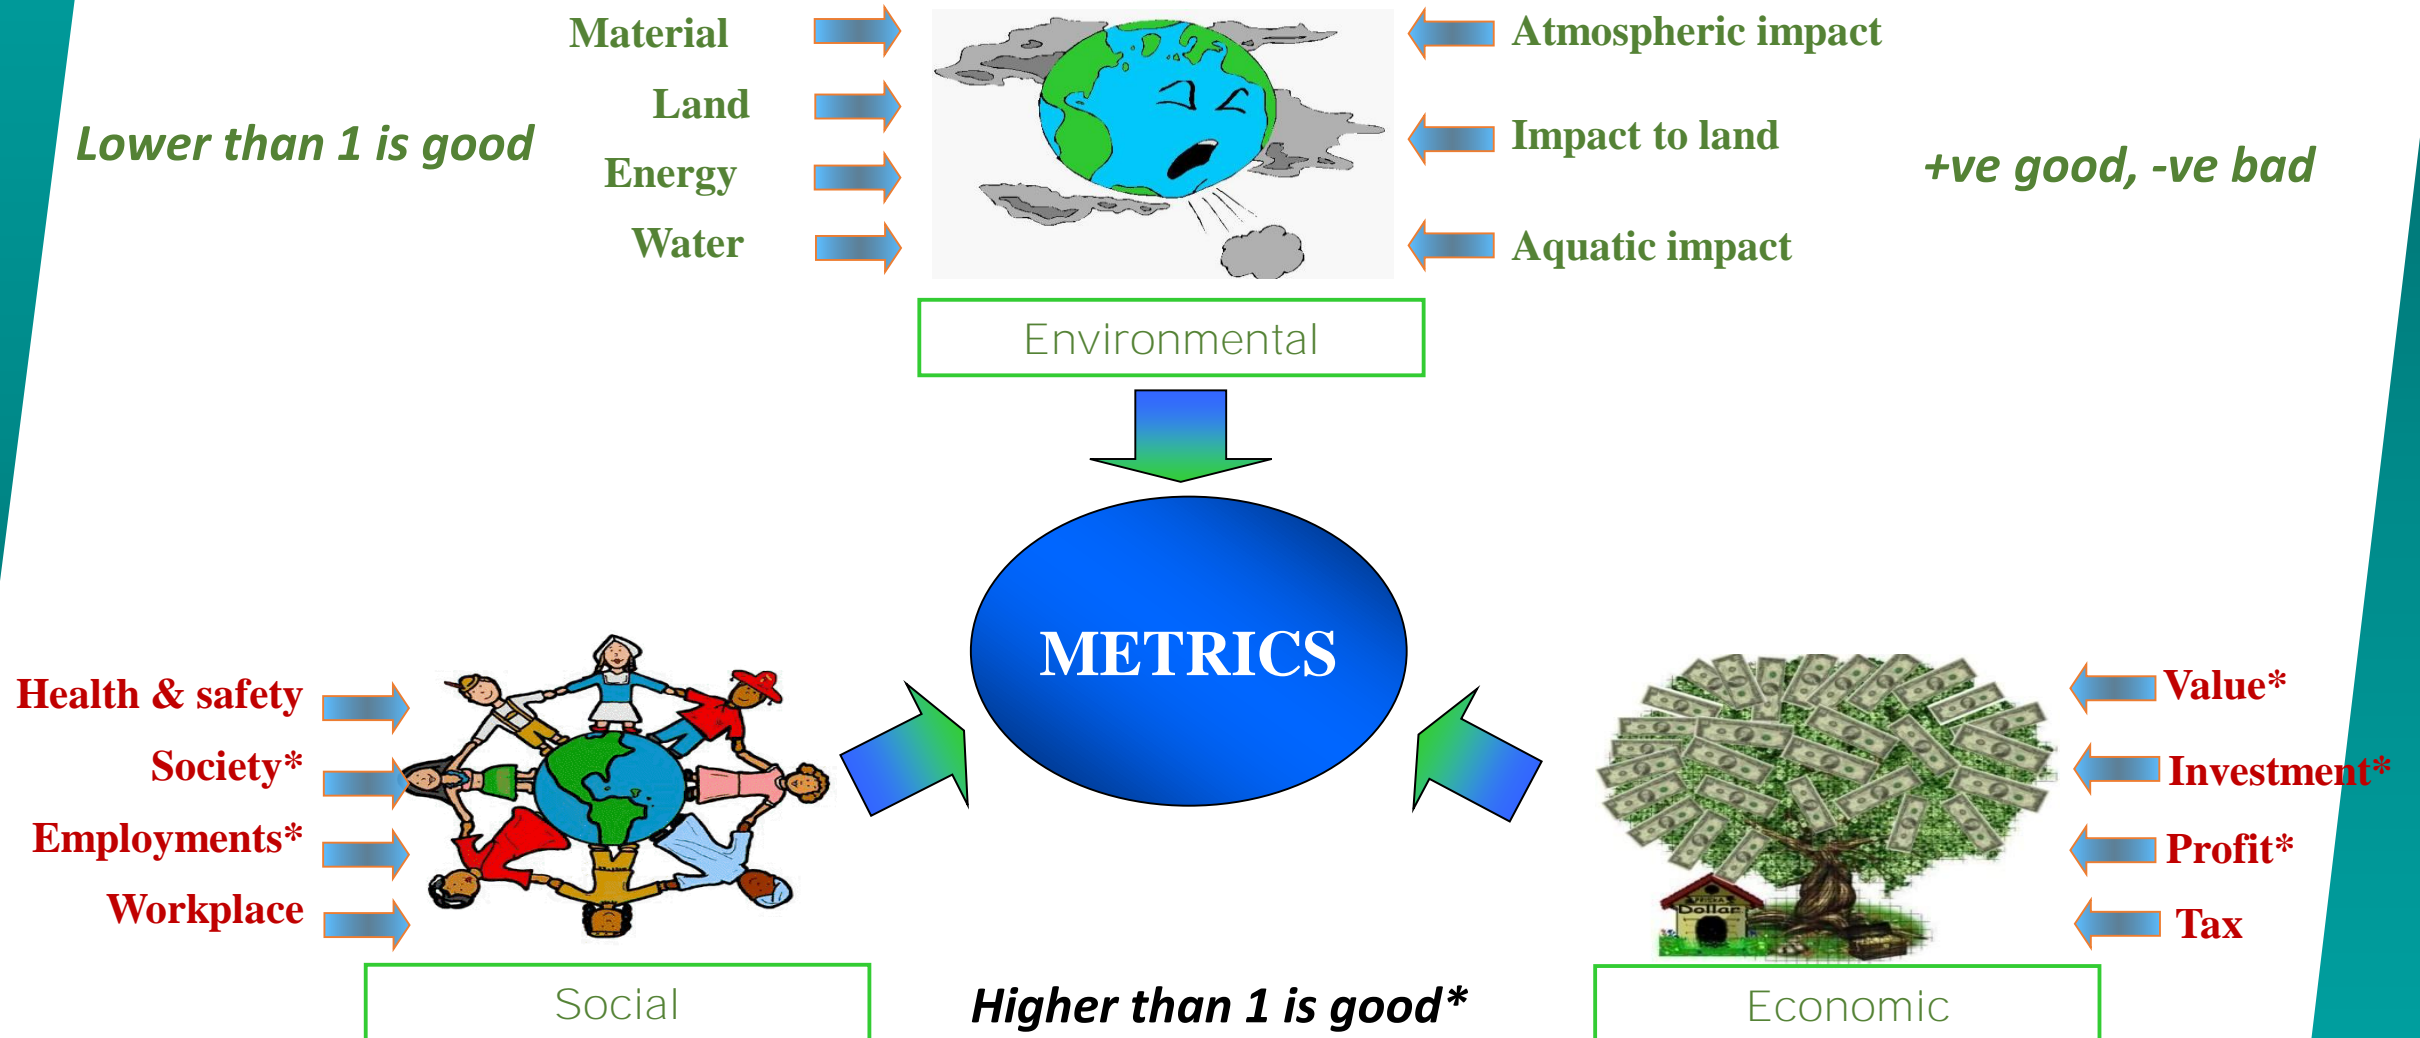 Material
Land
Energy
Water
Lower than 1 is good
Atmospheric impact
Impact to land
Aquatic impact
+ve good, -ve bad
Environmental
METRICS
Health & safety
Society*
Employments*
Workplace
Social
Higher than 1 is good*
Value*
Investment*
Profit*
Tax
Dollar
Economic